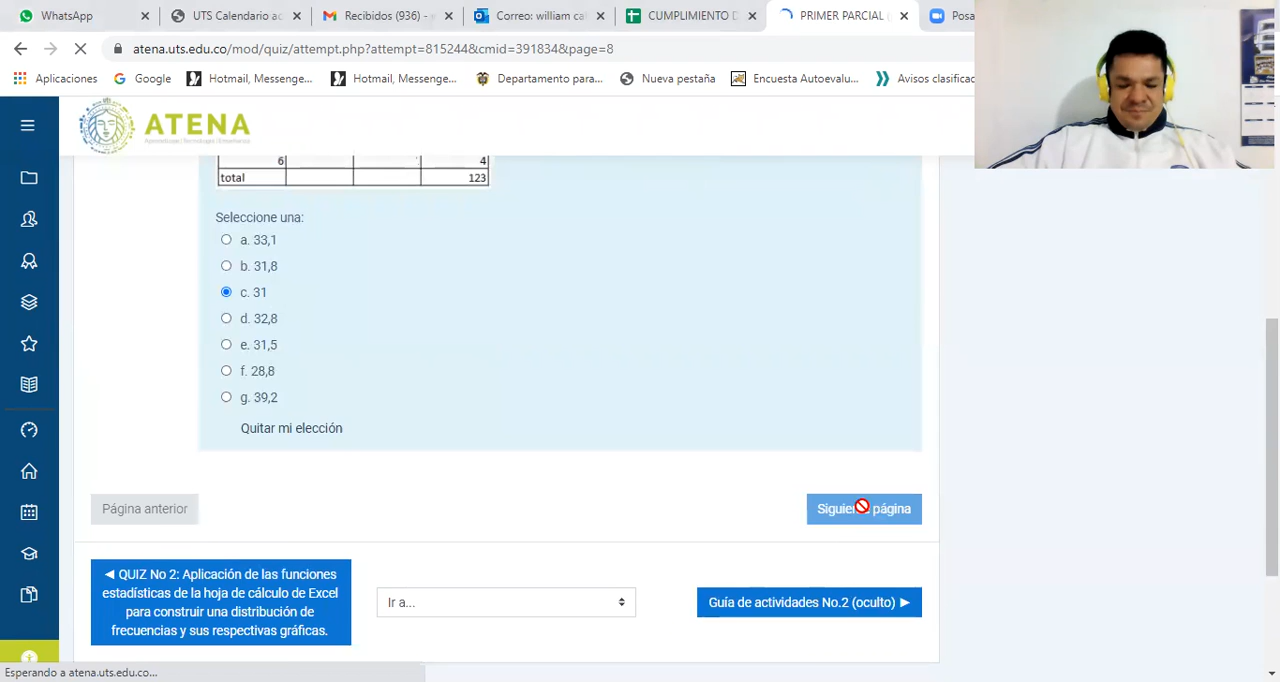 WhatsApp
UTS Calendario ac
Recibidos (936) -
Correo: william ca
CUMPLIMIENTO D
PRIMER PARCIAL (
Posa
atena.uts.edu.co/mod/quiz/attempt.php?attempt=815244&cmid=391834&page=8
Aplicaciones
Google
Hotmail, Messenge...
Hotmail, Messenge...
Departamento para...
Nueva pestaña
Encuesta Autoevalu...
Avisos clasificac
ATENA
6 4
total 123
Seleccione una:
a. 33,1
b. 31,8
c. 31
d. 32,8
e. 31,5
f. 28,8
g. 39,2
Quitar mi elección
Página anterior
página
◄ QUIZ No 2: Aplicación de las funciones
estadísticas de la hoja de cálculo de Excel
para construir una distribución de
frecuencias y sus respectivas gráficas.
Ir a...
Guía de actividades No.2 (oculto) ►
Esperando a atena.uts.edu.co...